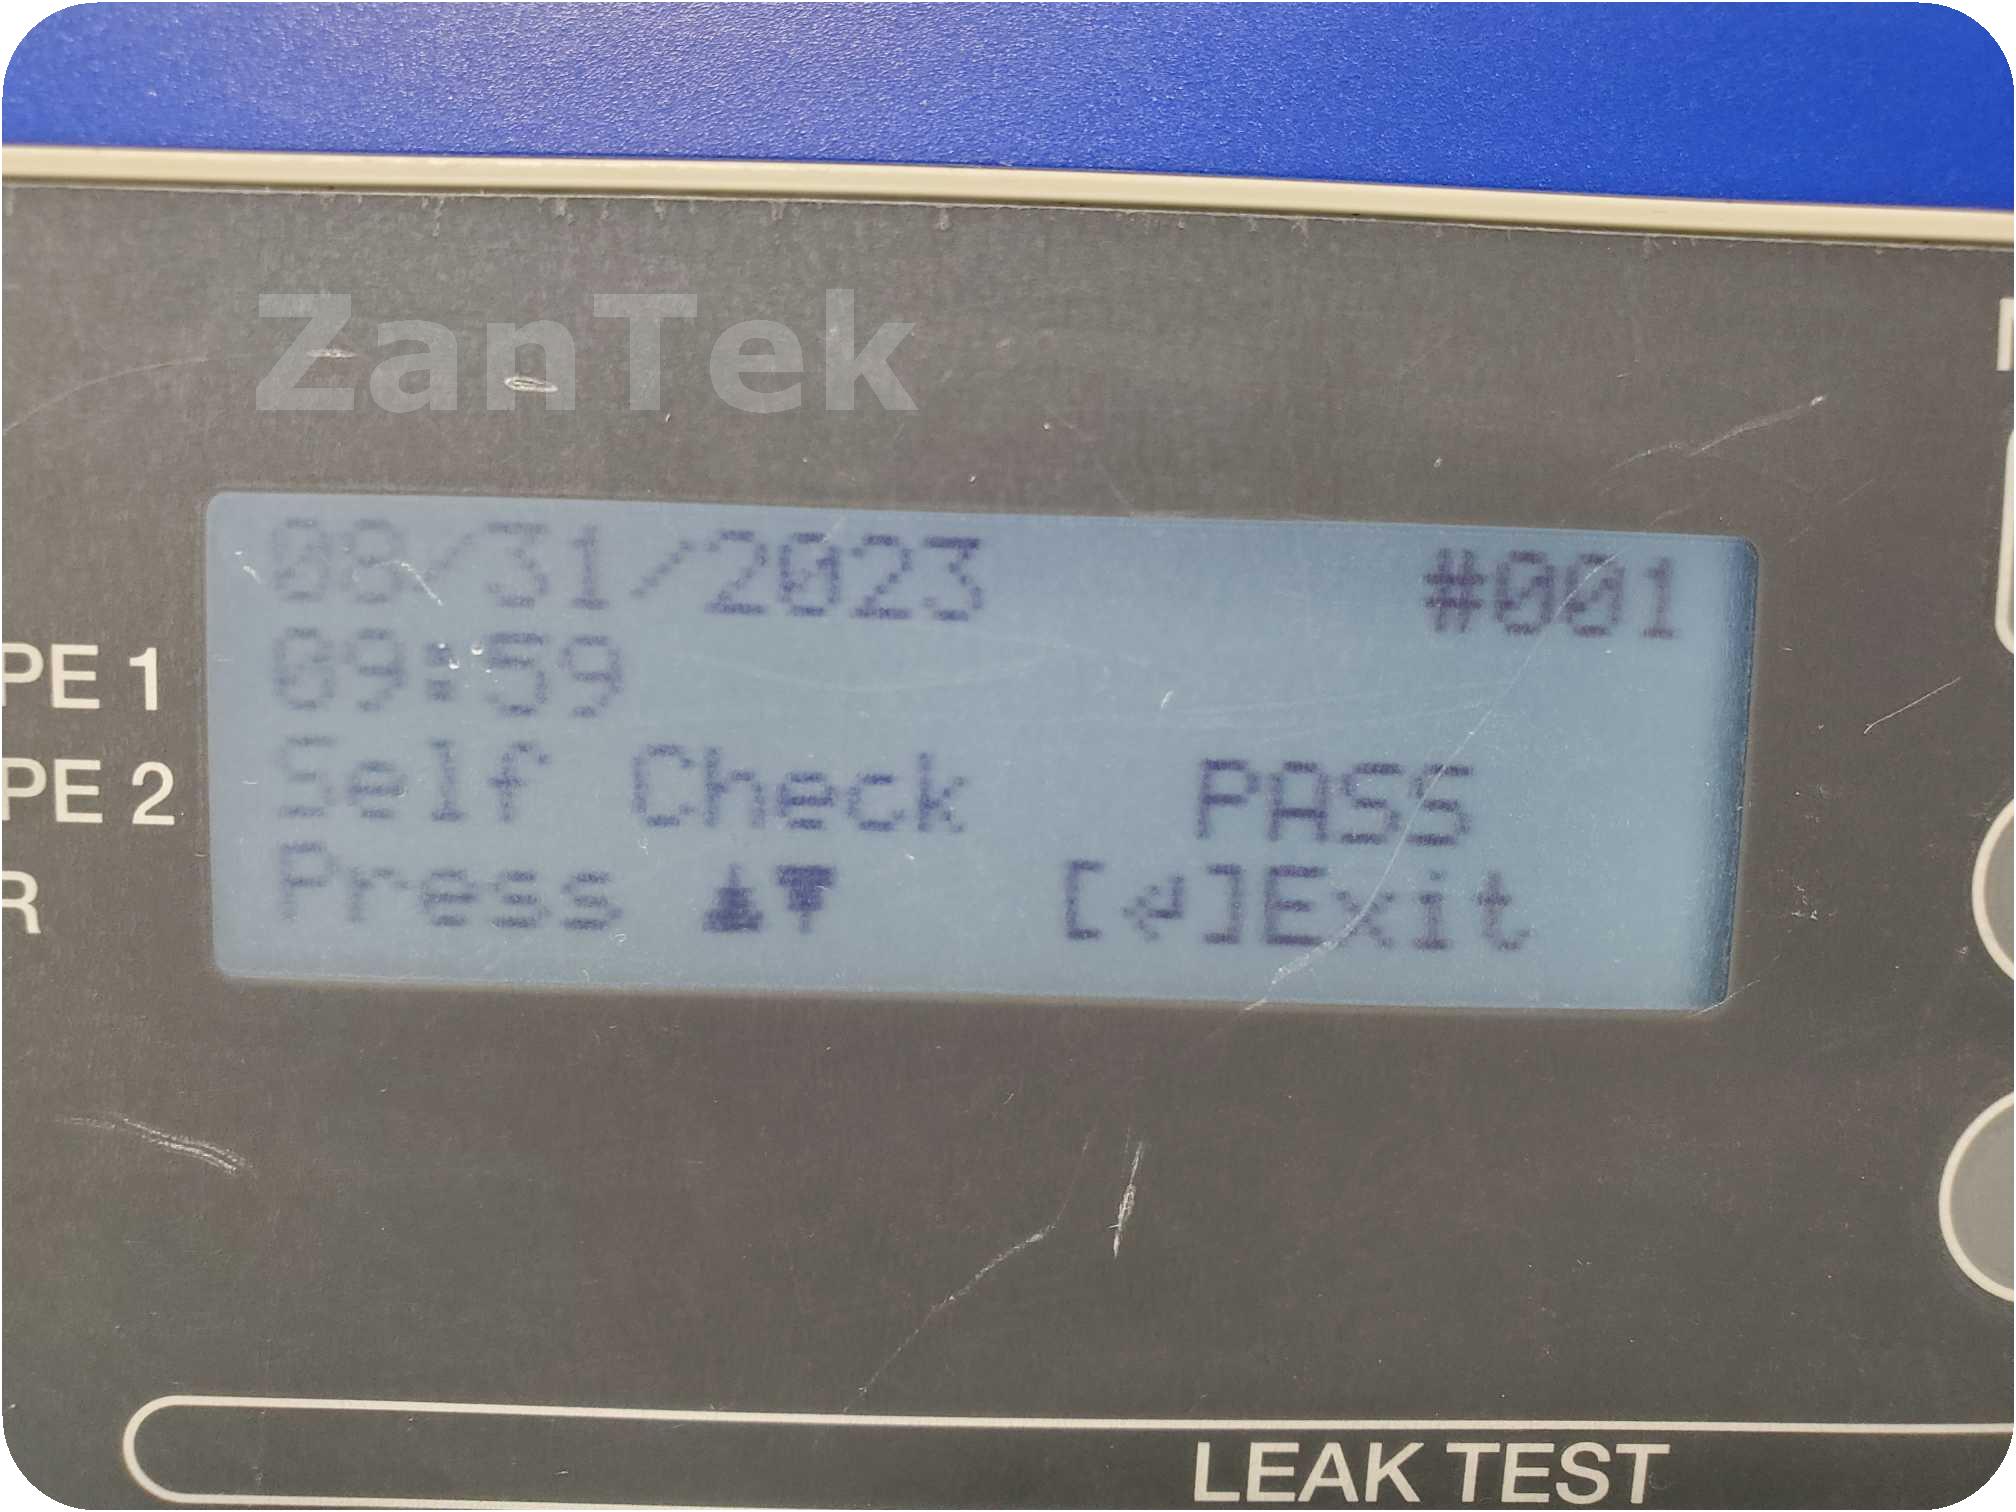 ZanTek
08/31/2023 #001
09:59
Self Check PASS
Press ▲▼ [↲]Exit
PE 1
PE 2
R
LEAK TEST